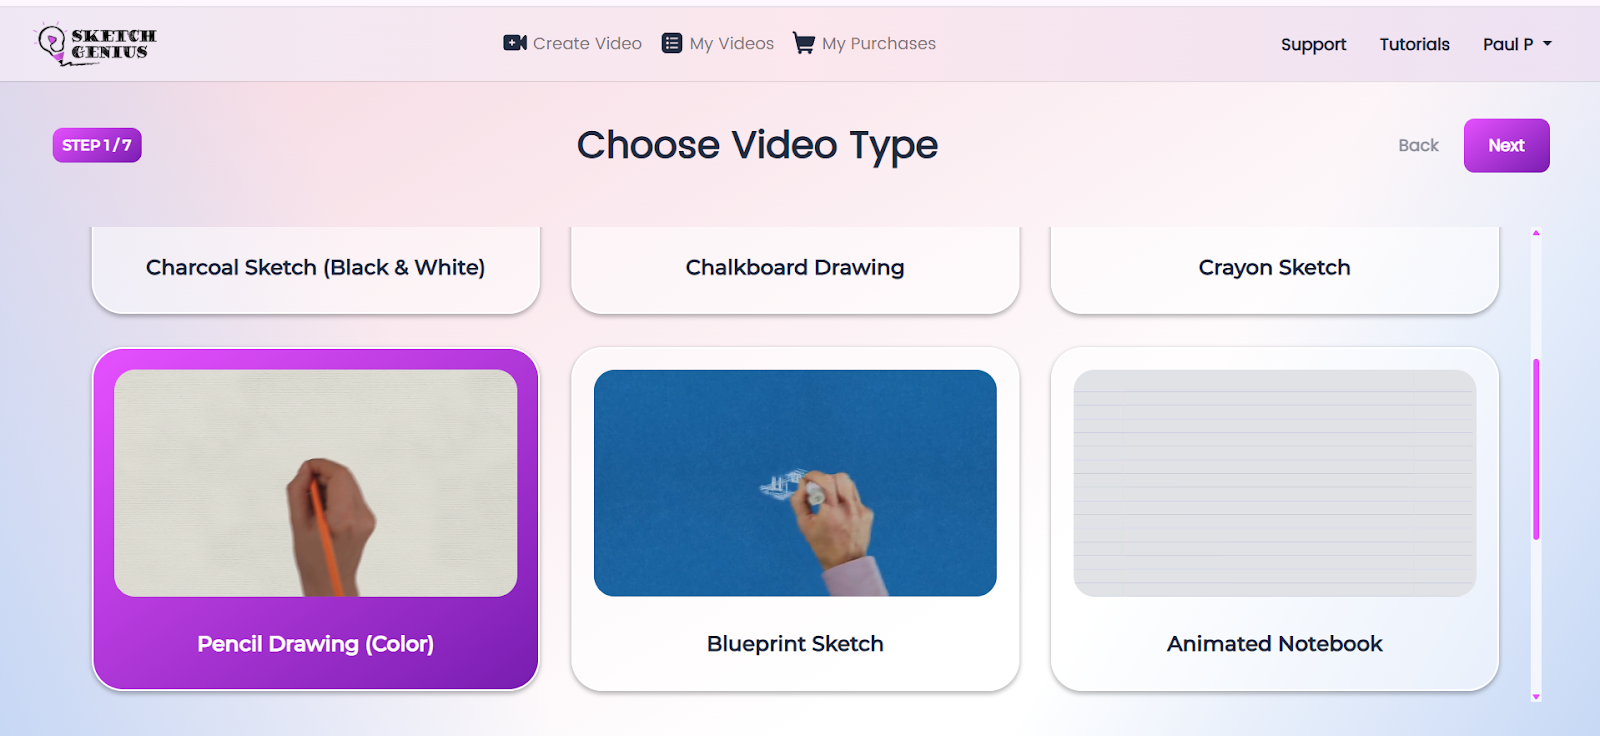 SKETCH
GENIUS
Create Video
My Videos
My Purchases
Support
Tutorials
Paul P
STEP 1 / 7
Choose Video Type
Back
Next
Charcoal Sketch (Black & White)
Chalkboard Drawing
Crayon Sketch
Pencil Drawing (Color)
Blueprint Sketch
Animated Notebook